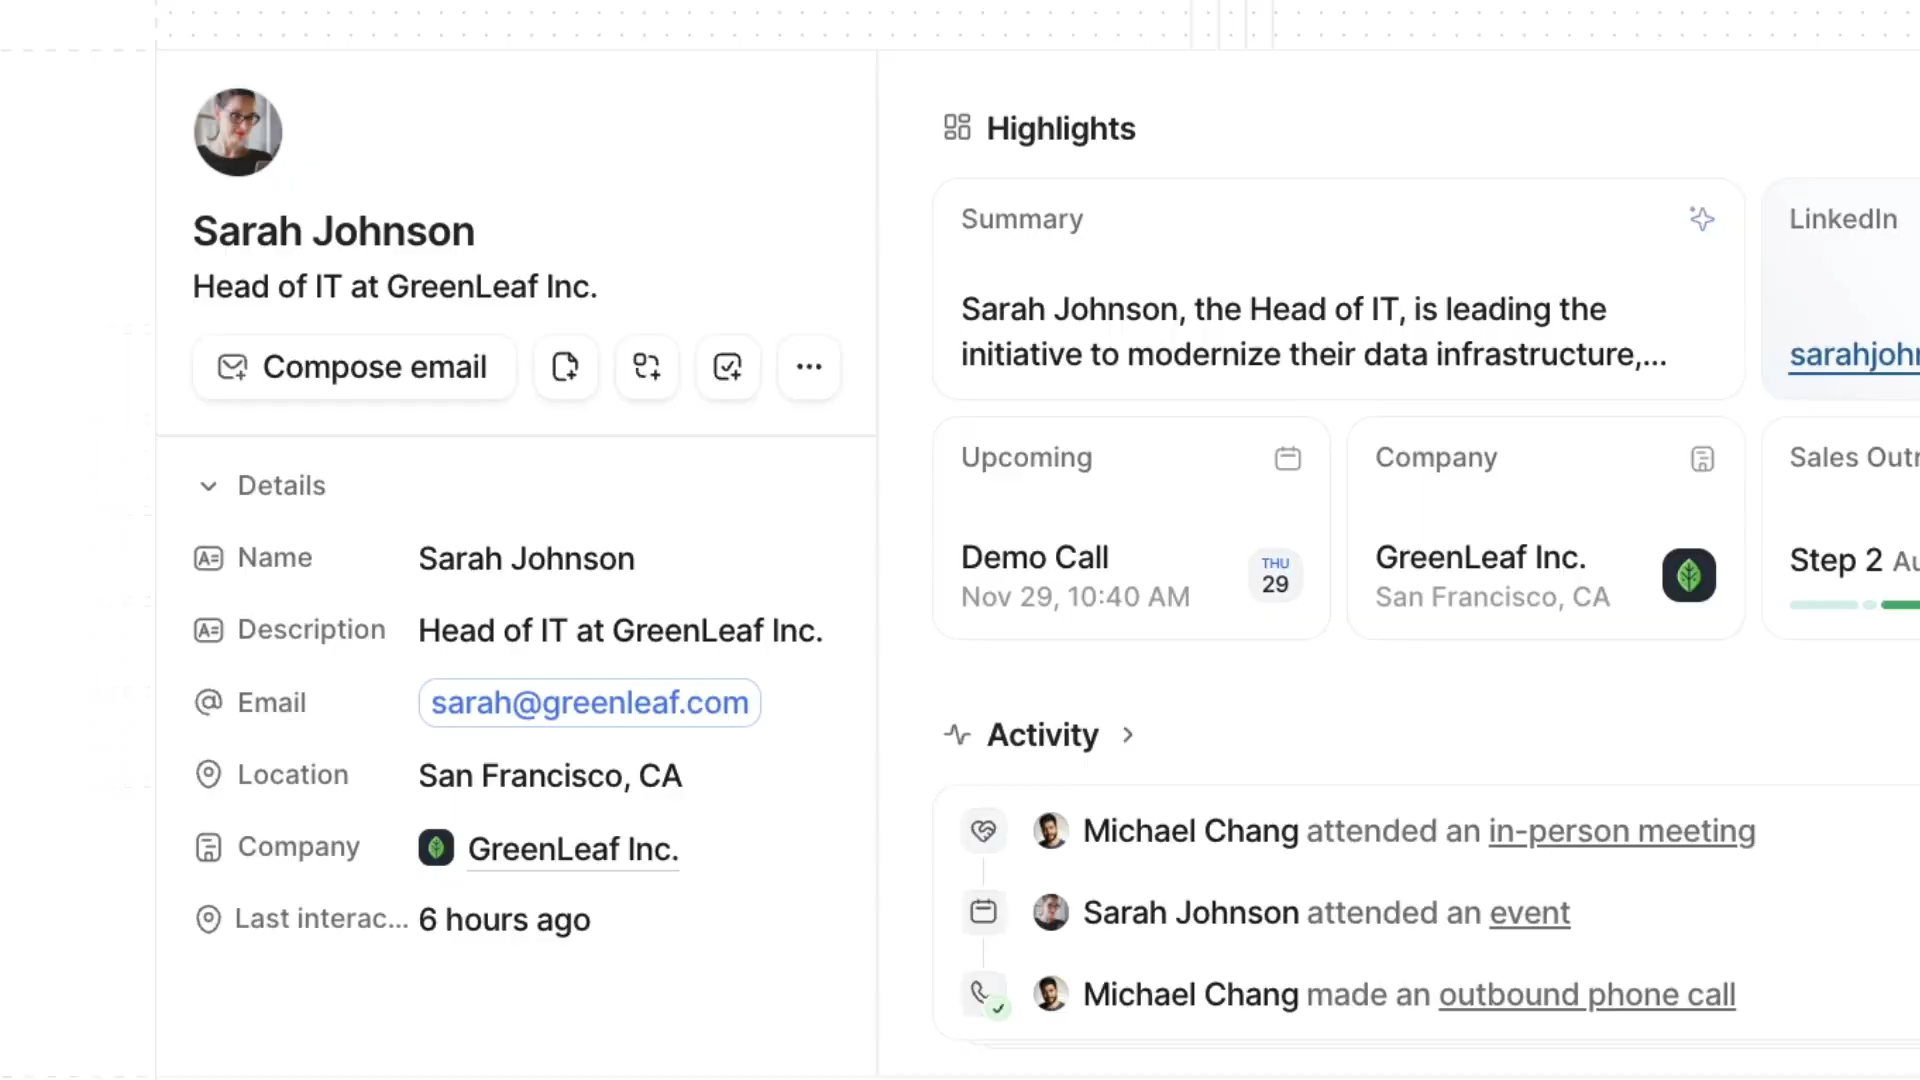 Sarah Johnson
Head of IT at GreenLeaf Inc.
Compose email
Details
Name Sarah Johnson
Description Head of IT at GreenLeaf Inc.
Email sarah@greenleaf.com
Location San Francisco, CA
Company GreenLeaf Inc.
Last interac... 6 hours ago
Highlights
Summary
Sarah Johnson, the Head of IT, is leading the
initiative to modernize their data infrastructure,...
LinkedIn
Upcoming
Demo Call
Nov 29, 10:40 AM
THU
29
Company
GreenLeaf Inc.
San Francisco, CA
Sales
Step 2
Activity
Michael Chang attended an in-person meeting
Sarah Johnson attended an event
Michael Chang made an outbound phone call